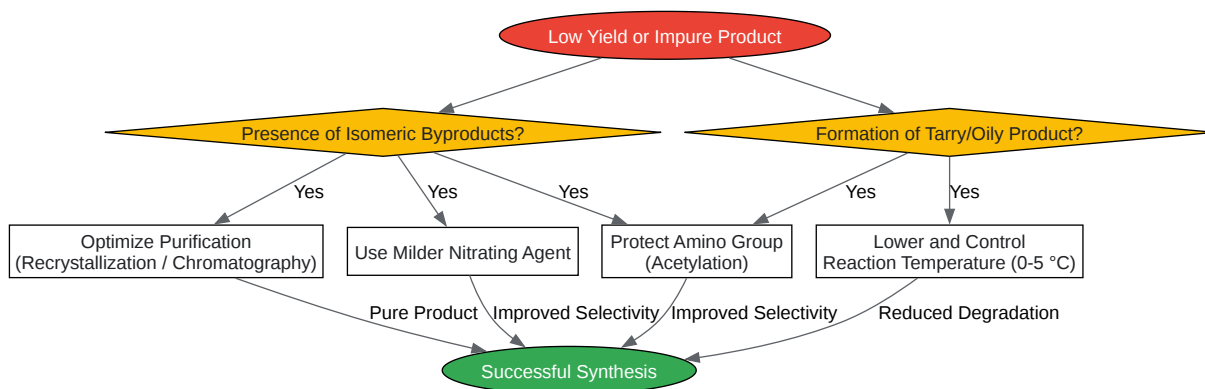 Low Yield or Impure Product
Presence of Isomeric Byproducts?
Formation of Tarry/Oily Product?
Yes
Yes
Yes
Yes
Yes
Optimize Purification
(Recrystallization / Chromatography)
Use Milder Nitrating Agent
Protect Amino Group
(Acetylation)
Lower and Control
Reaction Temperature (0-5 °C)
Pure Product
Improved Selectivity
Improved Selectivity
Reduced Degradation
Successful Synthesis